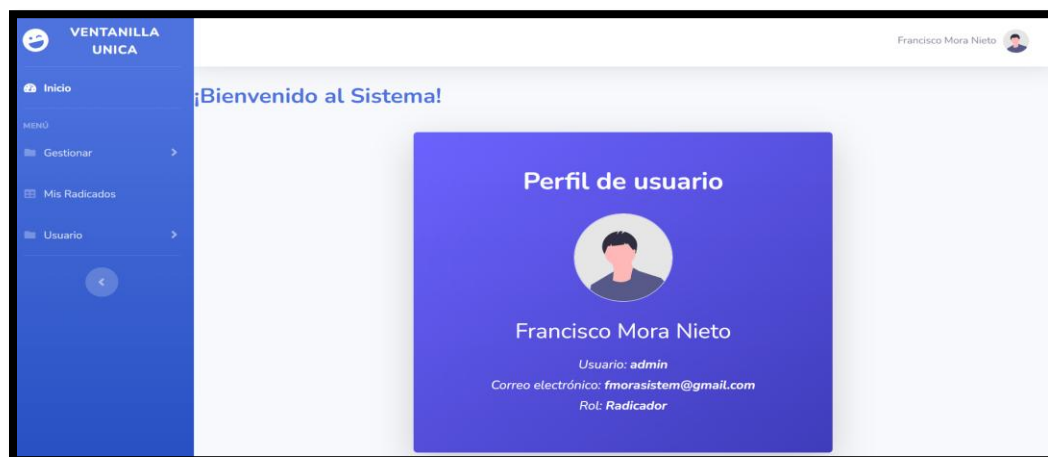 VENTANILLA
UNICA
Inicio
MENÚ
Gestionar
Mis Radicados
Usuario
Francisco Mora Nieto
¡Bienvenido al Sistema!
Perfil de usuario
Francisco Mora Nieto
Usuario: admin
Correo electrónico: fmorasistem@gmail.com
Rol: Radicador